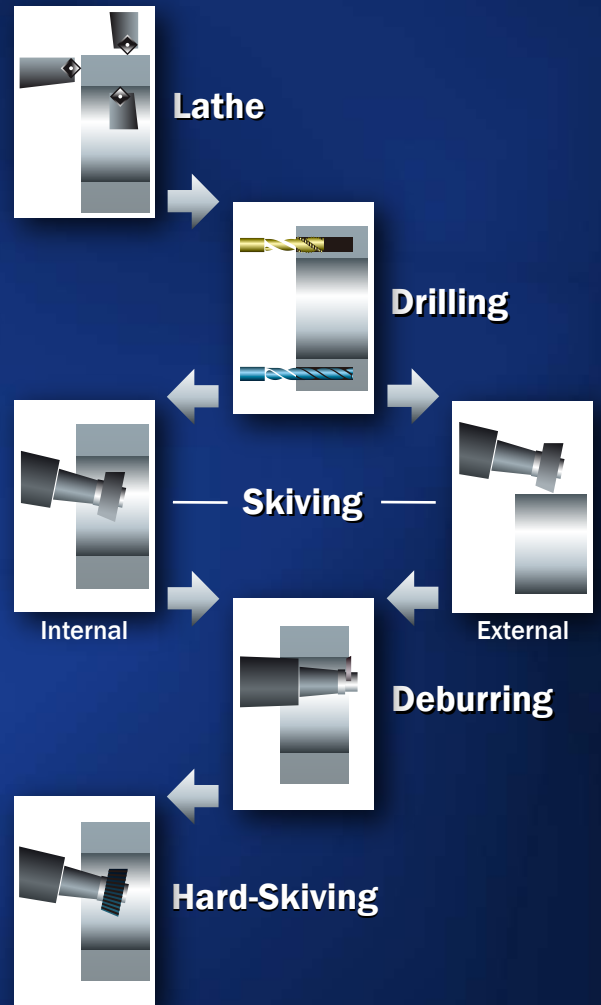 Lathe
Drilling
Skiving
Internal
External
Deburring
Hard-Skiving